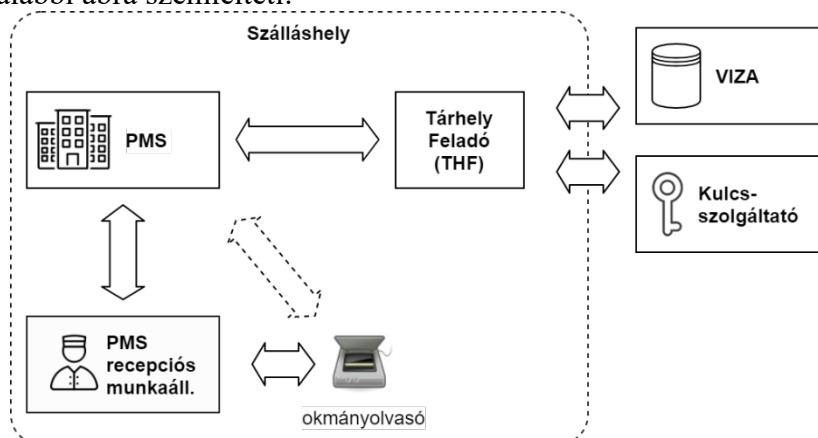 alábbi ábra szemlélteti:
Szálláshely
PMS
Tárhely
Feladó
(THF)
VIZA
Kulcs-
szolgáltató
PMS
recepciós
munkaáll.
okmányolvasó